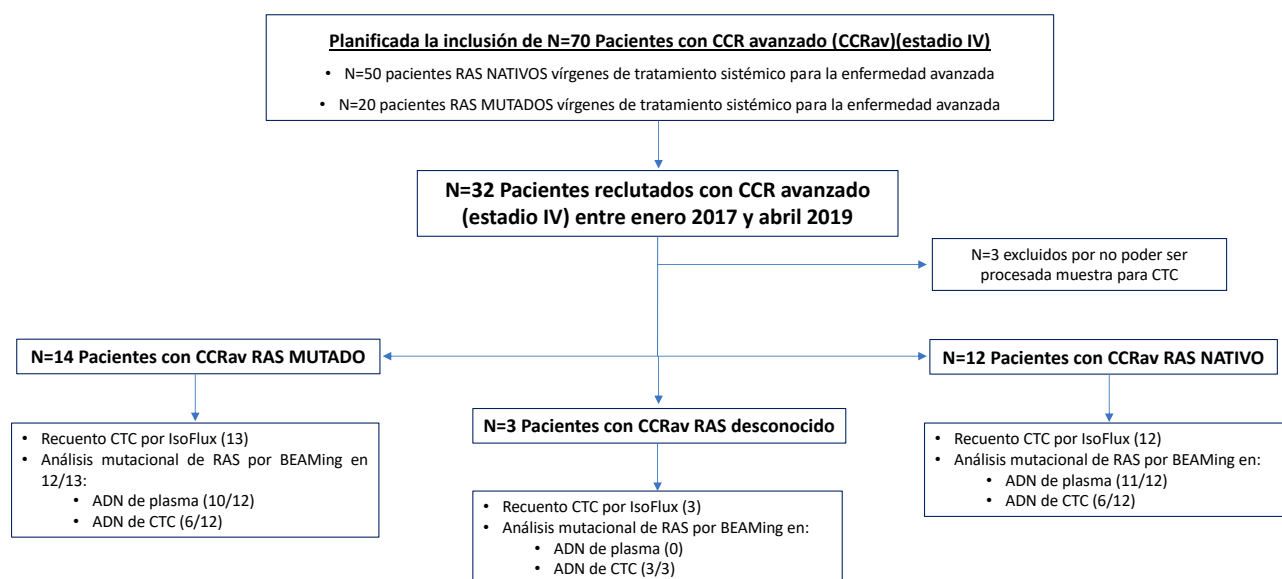 Planificada la inclusión de N=70 Pacientes con CCR avanzado (CCRav)(estadio IV)
• N=50 pacientes RAS NATIVOS vírgenes de tratamiento sistémico para la enfermedad avanzada
• N=20 pacientes RAS MUTADOS vírgenes de tratamiento sistémico para la enfermedad avanzada
N=32 Pacientes reclutados con CCR avanzado
(estadio IV) entre enero 2017 y abril 2019
N=3 excluidos por no poder ser
procesada muestra para CTC
N=14 Pacientes con CCRav RAS MUTADO
• Recuento CTC por IsoFlux (13)
• Análisis mutacional de RAS por BEAMing en
12/13:
• ADN de plasma (10/12)
• ADN de CTC (6/12)
N=3 Pacientes con CCRav RAS desconocido
• Recuento CTC por IsoFlux (3)
• Análisis mutacional de RAS por BEAMing en:
• ADN de plasma (0)
• ADN de CTC (3/3)
N=12 Pacientes con CCRav RAS NATIVO
• Recuento CTC por IsoFlux (12)
• Análisis mutacional de RAS por BEAMing en:
• ADN de plasma (11/12)
• ADN de CTC (6/12)